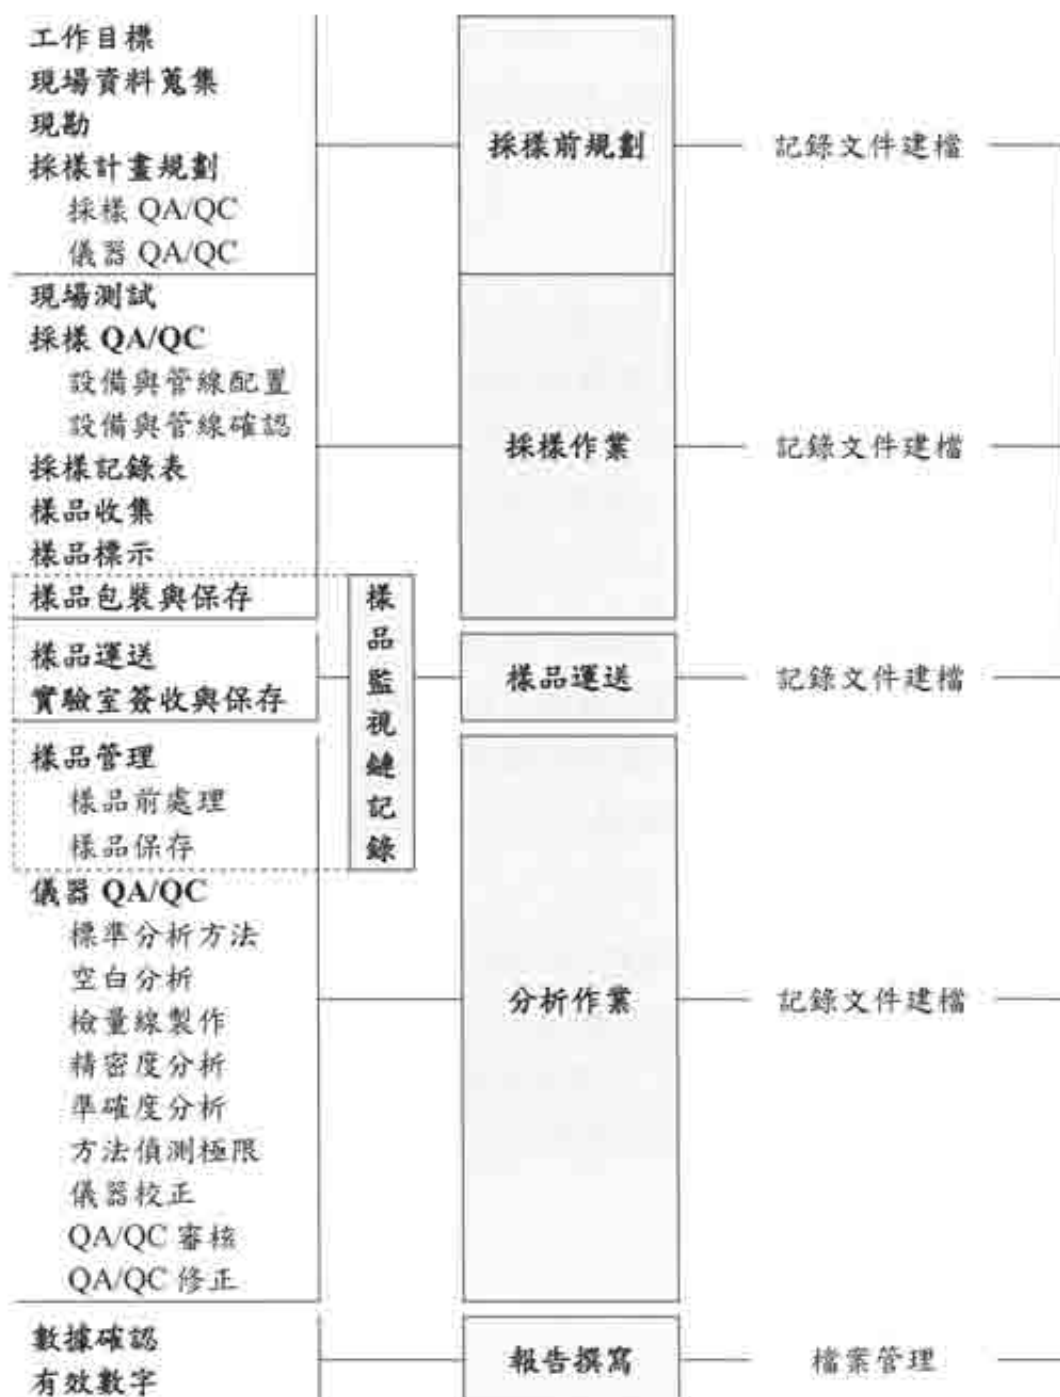 工作目標
現場資料蒐集
現勘
採樣計畫規劃
採樣 QA/QC
儀器 QA/QC
採樣前規劃
記錄文件建檔
現場測試
採樣 QA/QC
設備與管線配置
設備與管線確認
採樣記錄表
樣品收集
樣品標示
樣品包裝與保存
採樣作業
記錄文件建檔
樣品運送
實驗室簽收與保存
樣品監視鏈記錄
樣品運送
記錄文件建檔
樣品管理
樣品前處理
樣品保存
儀器 QA/QC
標準分析方法
空白分析
檢量線製作
精密度分析
準確度分析
方法偵測極限
儀器校正
QA/QC 審核
QA/QC 修正
分析作業
記錄文件建檔
數據確認
有效數字
報告撰寫
檔案管理